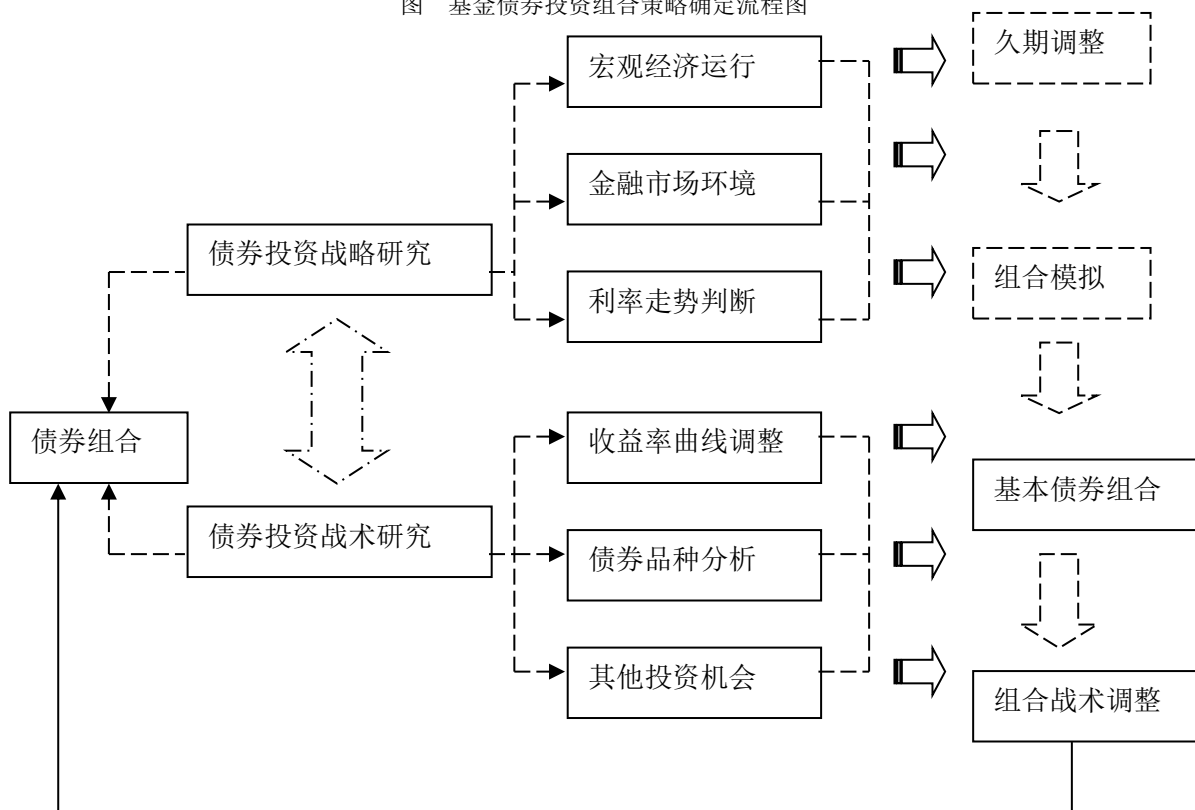 图 基金债券投资组合策略确定流程图
宏观经济运行
久期调整
金融市场环境
债券投资战略研究
利率走势判断
组合模拟
债券组合
收益率曲线调整
基本债券组合
债券投资战术研究
债券品种分析
其他投资机会
组合战术调整